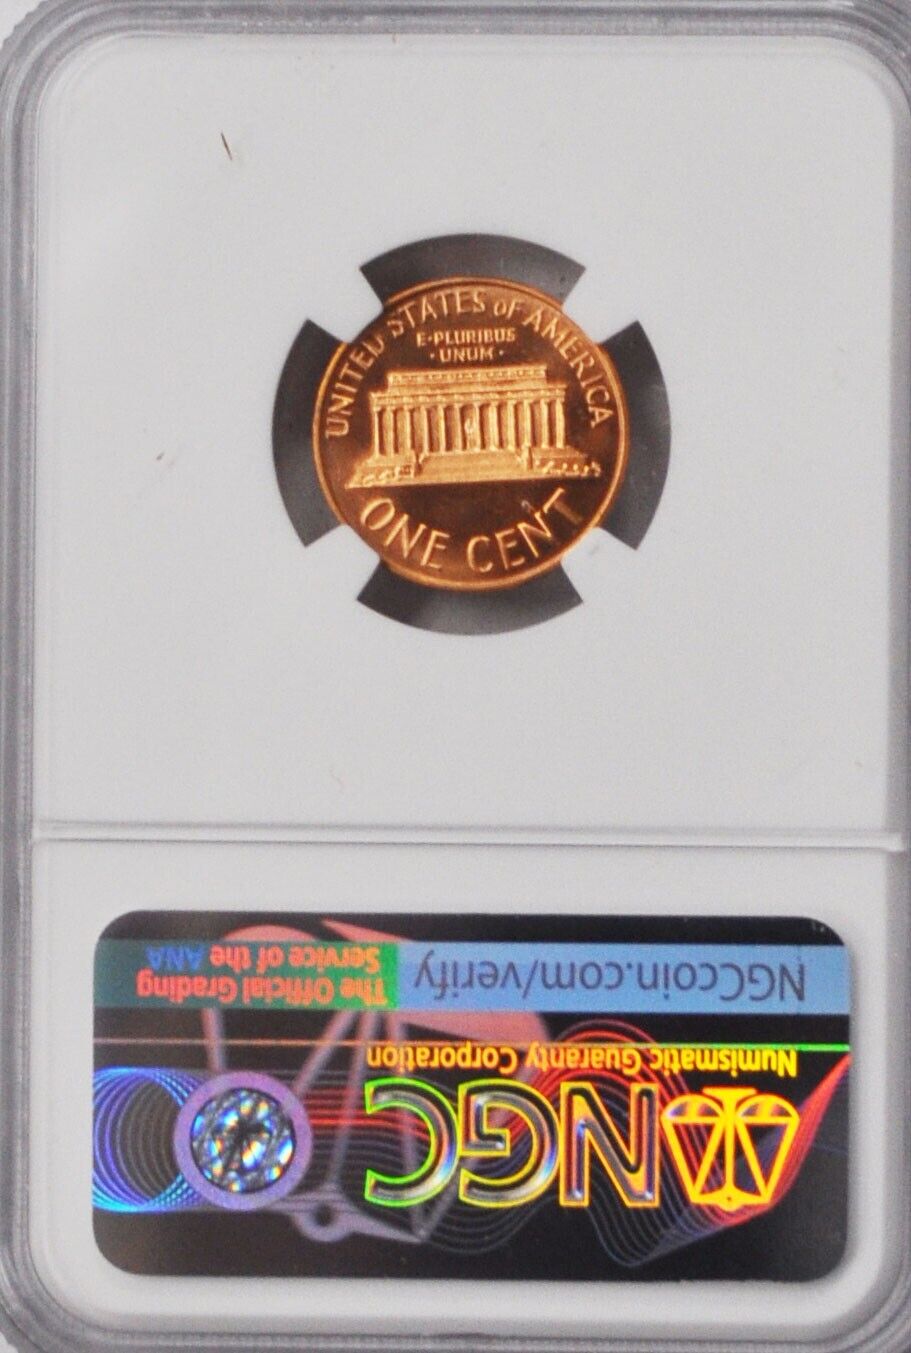 UNITED STATES OF AMERICA
E·PLURIBUS
·UNUM·
ONE CENT
NGC
Numismatic Guaranty Corporation
NGCcoin.com/verify
The Official Grading
Service of the ANA